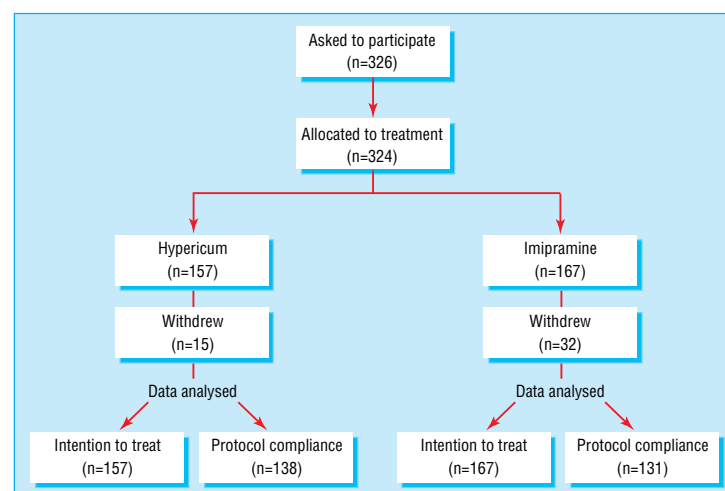 Asked to participate
(n=326)
Allocated to treatment
(n=324)
Hypericum
(n=157)
Imipramine
(n=167)
Withdrew
(n=15)
Withdrew
(n=32)
Data analysed
Data analysed
Intention to treat
(n=157)
Protocol compliance
(n=138)
Intention to treat
(n=167)
Protocol compliance
(n=131)